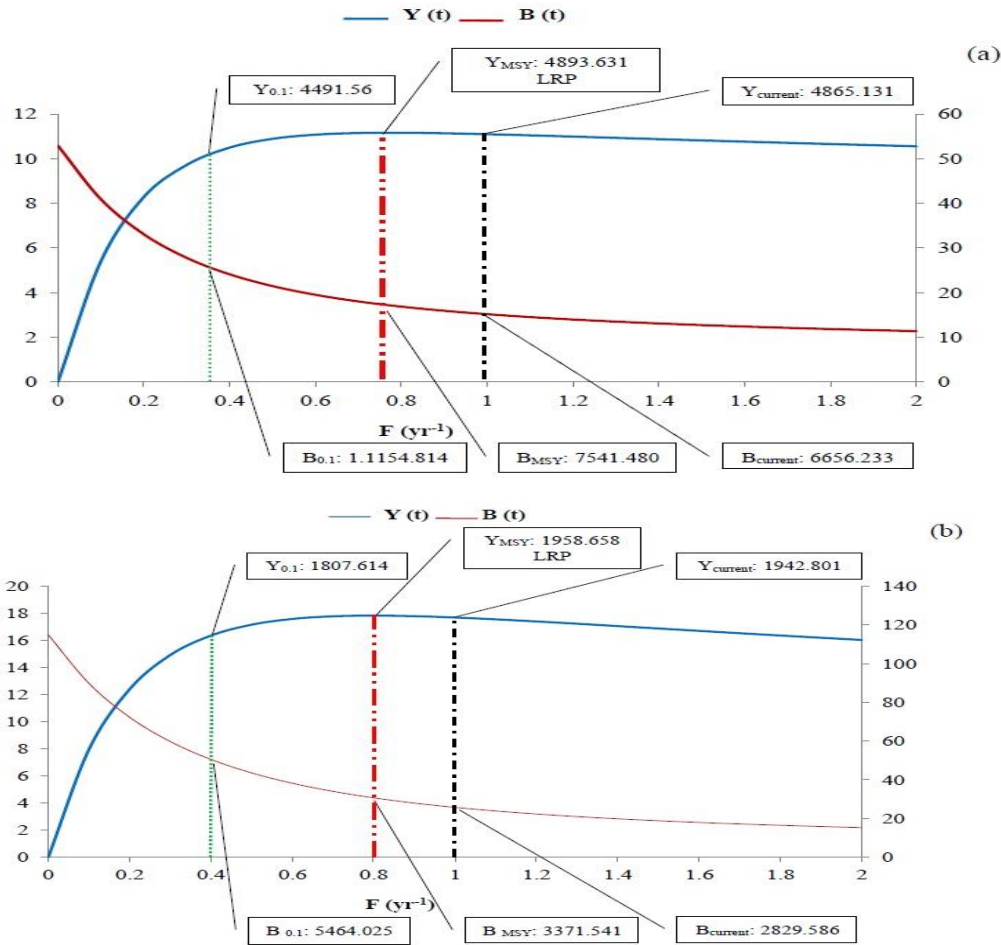 Y (t) B (t)
(a)
Y0.1: 4491.56
YMSY: 4893.631
LRP
Ycurrent: 4865.131
12
10
8
6
4
2
0
60
50
40
30
20
10
0
0 0.2 0.4 0.6 0.8 1 1.2 1.4 1.6 1.8 2
F (yr-1)
B0.1: 1.1154.814
BMSY: 7541.480
Bcurrent: 6656.233
Y (t) B (t)
(b)
Y0.1: 1807.614
YMSY: 1958.658
LRP
Ycurrent: 1942.801
20
18
16
14
12
10
8
6
4
2
0
140
120
100
80
60
40
20
0
0 0.2 0.4 0.6 0.8 1 1.2 1.4 1.6 1.8 2
F (yr-1)
B 0.1: 5464.025
B MSY: 3371.541
Bcurrent: 2829.586